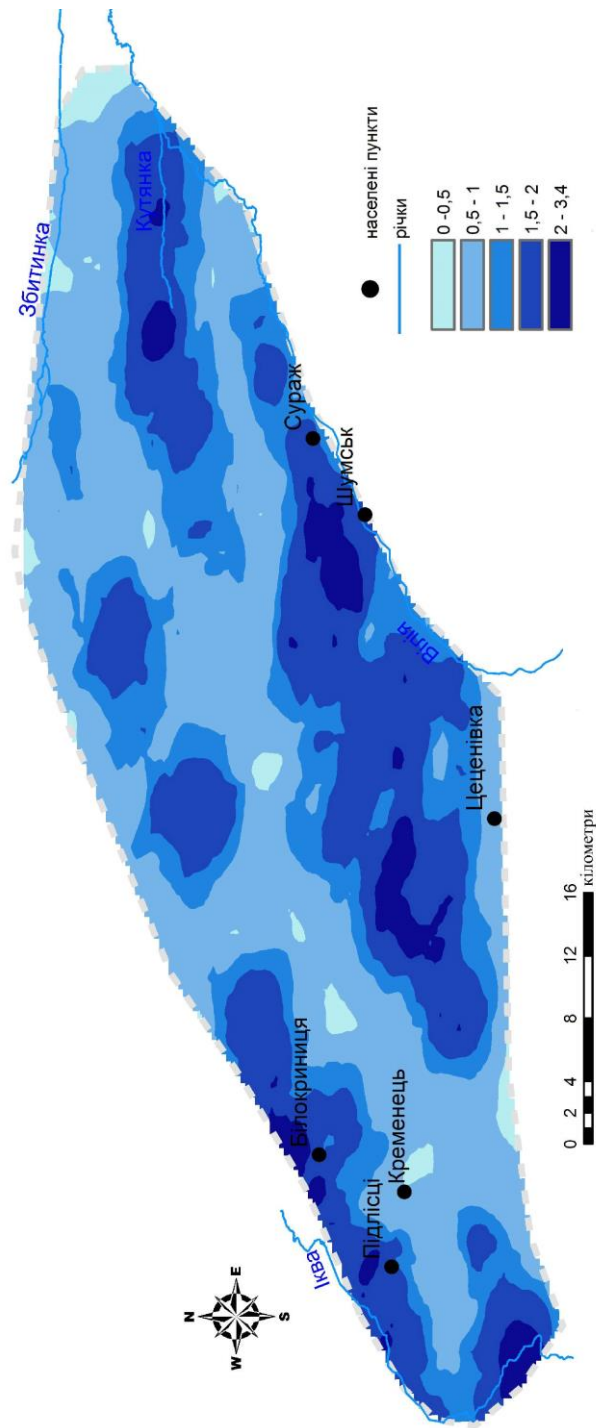 Збитинка
Кутянка
Сураж
Шумськ
Вілія
Цеценівка
Білокриниця
Кременець
Підлісці
Іква
N
W
E
S
населені пункти
річки
0 -0,5
0,5 - 1
1 - 1,5
1,5 - 2
2 - 3,4
0 2 4 8 12 16
кілометри